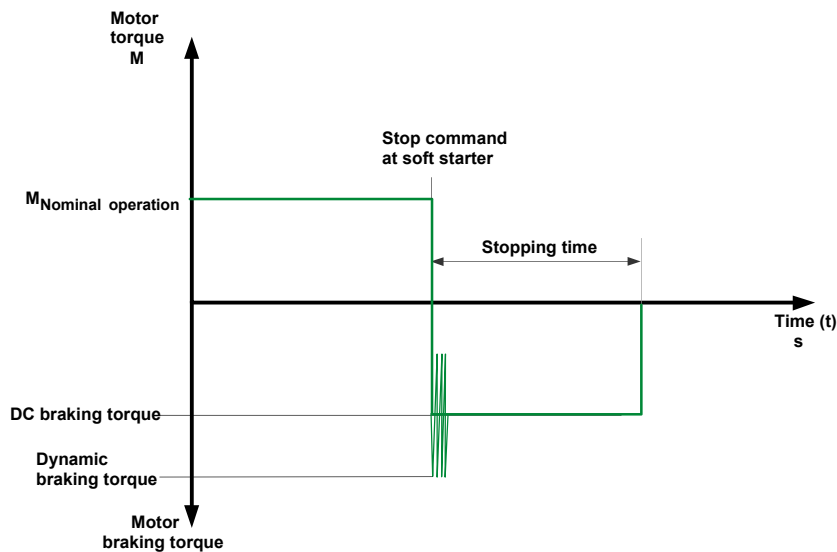 Motor
torque
M
Stop command
at soft starter
MNominal operation
Stopping time
Time (t)
s
DC braking torque
Dynamic
braking torque
Motor
braking torque